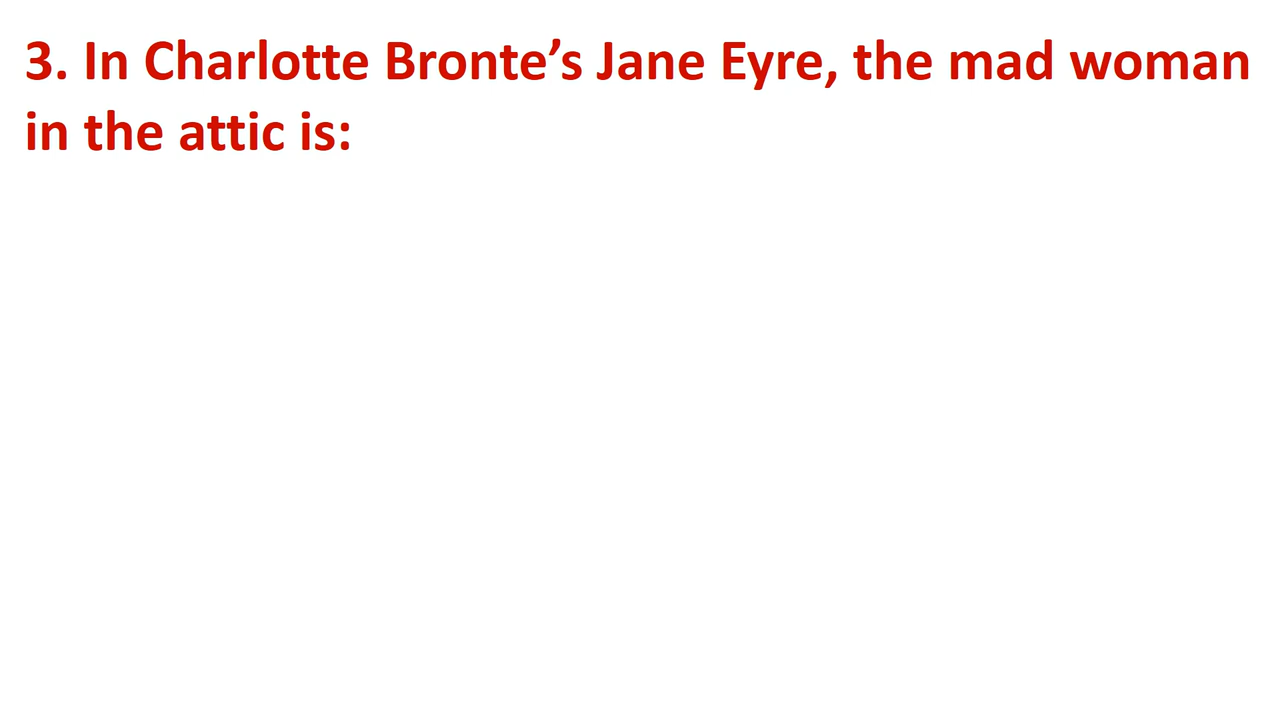 3. In Charlotte Bronte’s Jane Eyre, the mad woman
in the attic is: